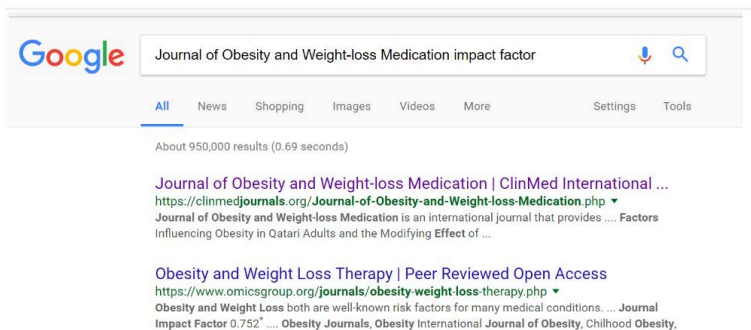 Google
Journal of Obesity and Weight-loss Medication impact factor
All News Shopping Images Videos More Settings Tools
About 950,000 results (0.69 seconds)
Journal of Obesity and Weight-loss Medication | ClinMed International ...
https://clinmedjournals.org/Journal-of-Obesity-and-Weight-loss-Medication.php ▼
Journal of Obesity and Weight-loss Medication is an international journal that provides .... Factors
Influencing Obesity in Qatari Adults and the Modifying Effect of ...
Obesity and Weight Loss Therapy | Peer Reviewed Open Access
https://www.omicsgroup.org/journals/obesity-weight-loss-therapy.php ▼
Obesity and Weight Loss both are well-known risk factors for many medical conditions. ... Journal
Impact Factor 0.752* .... Obesity Journals, Obesity International Journal of Obesity, Chilhood Obesity,